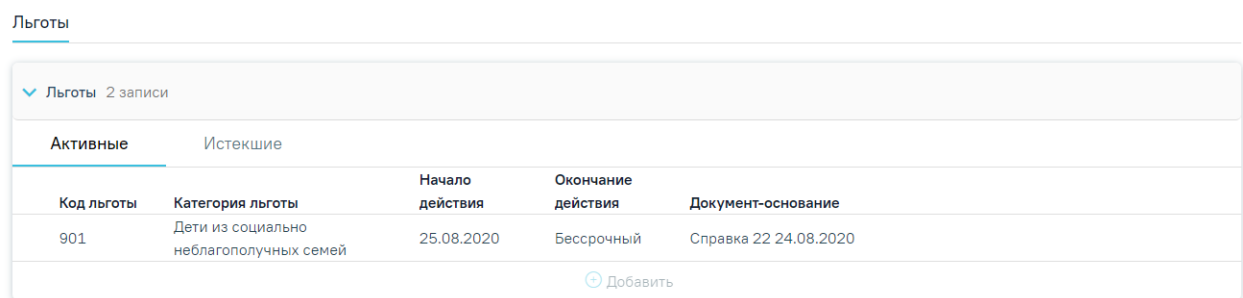 Льготы
Льготы 2 записи
Активные Истекшие
Код льготы Категория льготы Начало действия Окончание действия Документ-основание
901 Дети из социально неблагополучных семей 25.08.2020 Бессрочный Справка 22 24.08.2020
Добавить